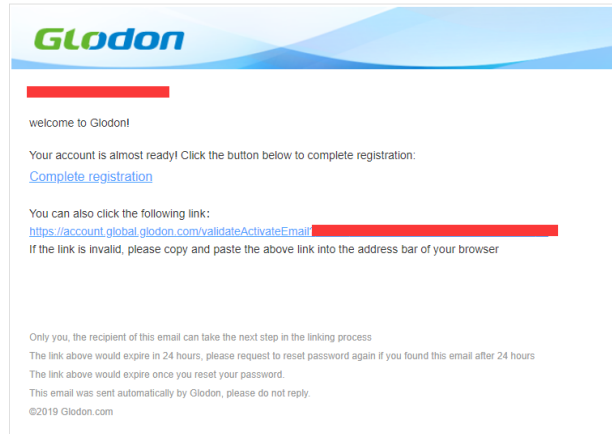 GLodon
welcome to Glodon!
Your account is almost ready! Click the button below to complete registration:
Complete registration
You can also click the following link:
https://account.global.glodon.com/validateActivateEmail
If the link is invalid, please copy and paste the above link into the address bar of your browser
Only you, the recipient of this email can take the next step in the linking process
The link above would expire in 24 hours, please request to reset password again if you found this email after 24 hours
The link above would expire once you reset your password.
This email was sent automatically by Glodon, please do not reply.
©2019 Glodon.com